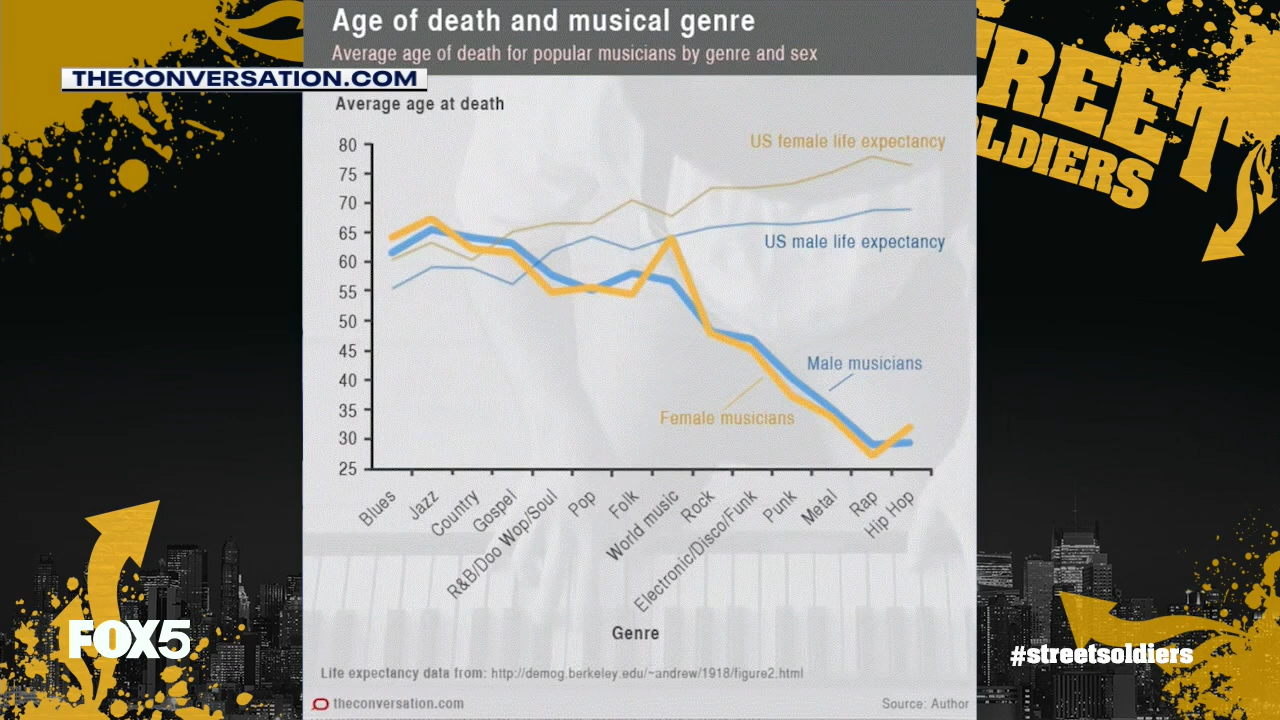 Age of death and musical genre
Average age of death for popular musicians by genre and sex
THECONVERSATION.COM
STREET
SOLDIERS
Average age at death
80
75
70
65
60
55
50
45
40
35
30
25
US female life expectancy
US male life expectancy
Male musicians
Female musicians
Blues
Jazz
Country
Gospel
R&B/Doo Wop/Soul
Pop
Folk
World music
Rock
Electronic/Disco/Funk
Punk
Metal
Rap
Hip Hop
Genre
FOX5
#streetsoldiers
Life expectancy data from: http://demog.berkeley.edu/~andrew/1918/figure2.html
theconversation.com
Source: Author